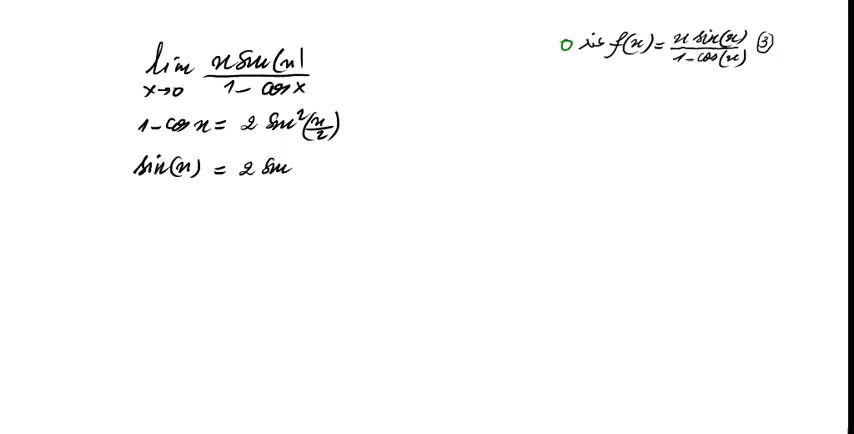 lim x→0 x sin(x) / 1 - cos x
1 - cos x = 2 sin²(x/2)
sin(x) = 2 sin
0 عند f(x) = x sin(x) / 1 - cos(x) ③